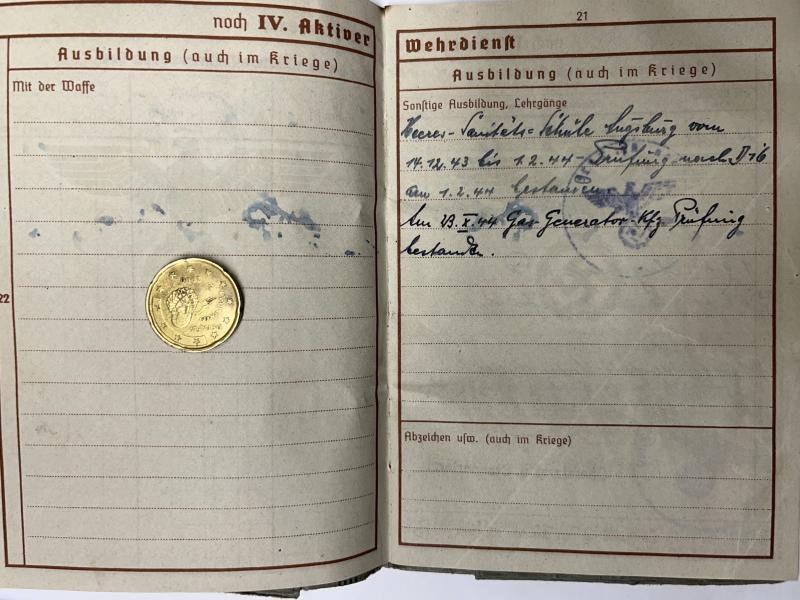 noch IV. Aktiver
Ausbildung (auch im Kriege)
Mit der Waffe
22
21
Wehrdienst
Ausbildung (auch im Kriege)
Sonstige Ausbildung, Lehrgänge
Heeres-Sanitäts-Schule Augsburg vom
14.12.43 bis 1.2.44 - Prüfung nach
am 1.2.44 bestanden
Am 23.X.44 Gas-Generator-Kfz. Prüfung
bestanden.
Abzeichen usw. (auch im Kriege)